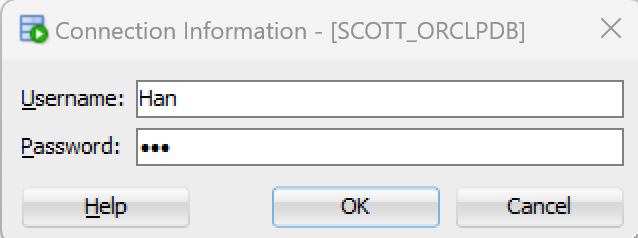 Connection Information - [SCOTT_ORCLPDB]
Username: Han
Password: •••
Help OK Cancel